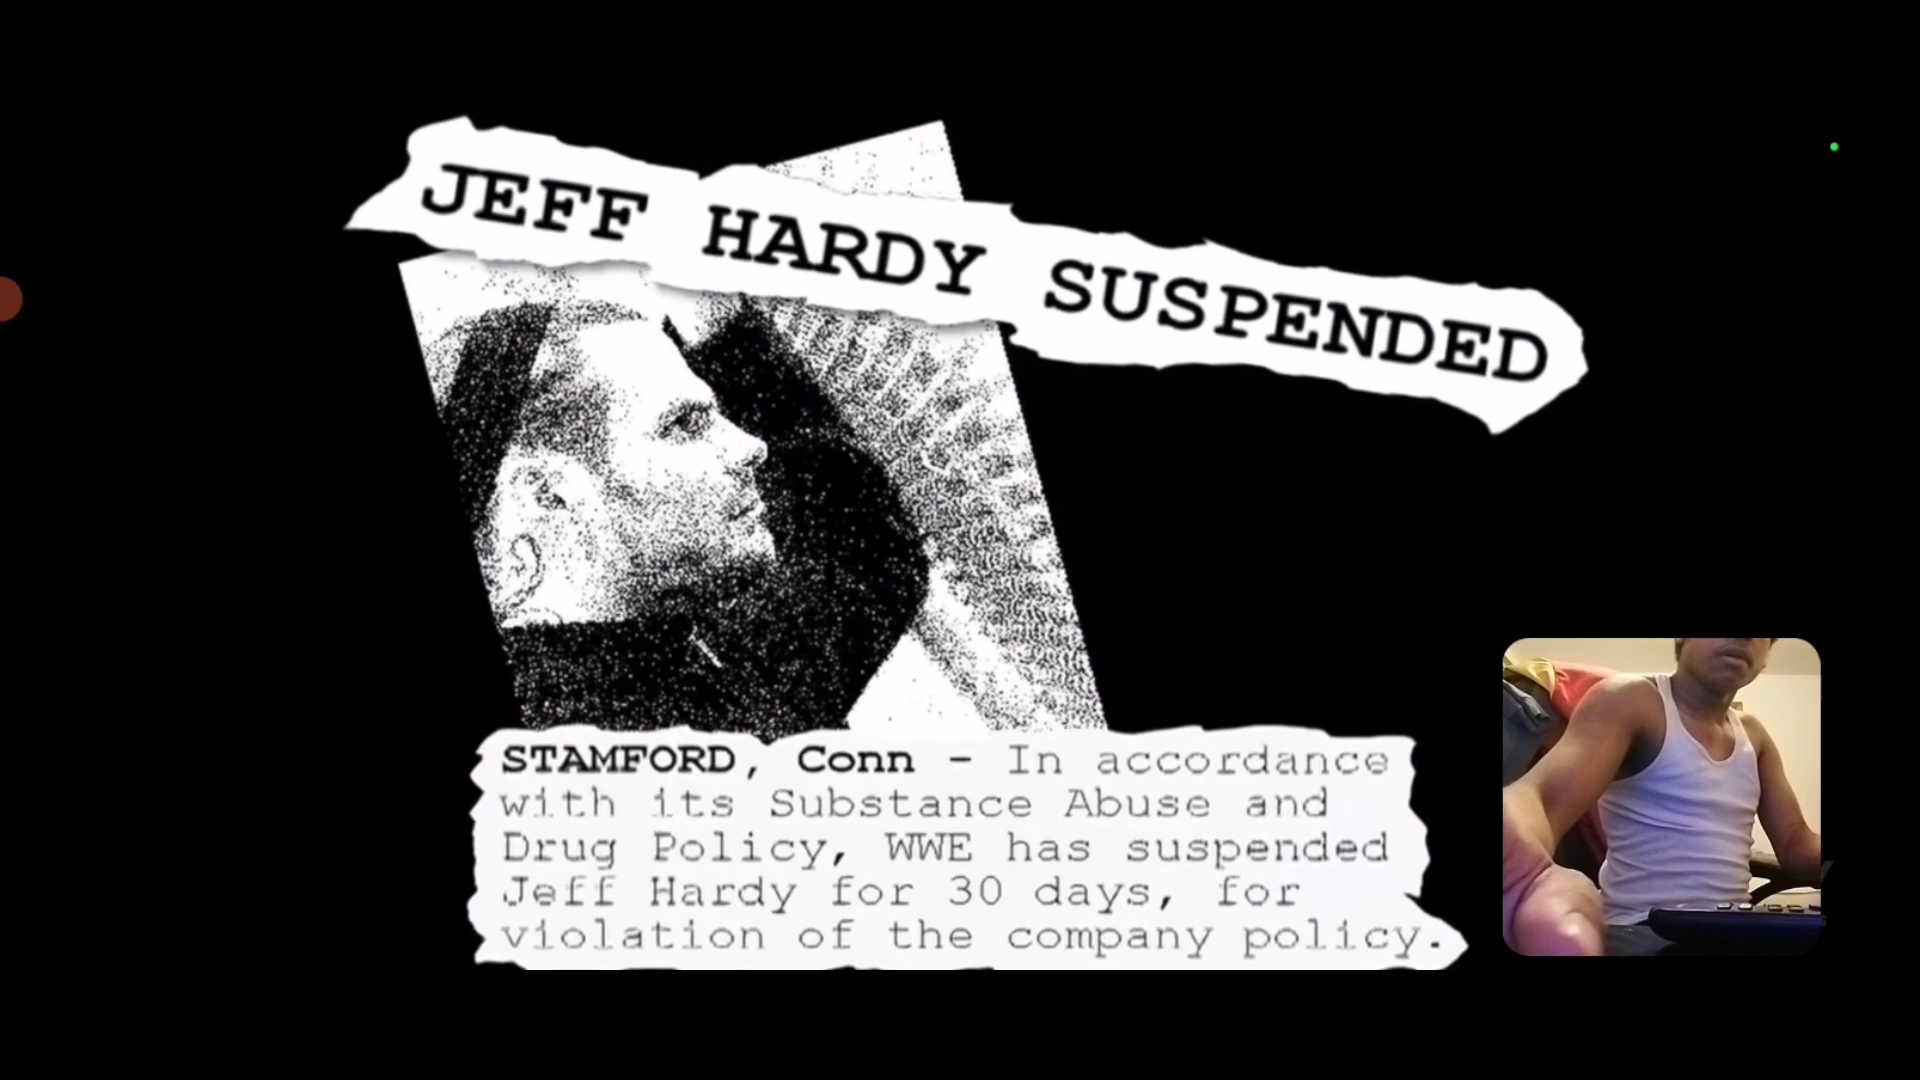 JEFF HARDY SUSPENDED
STAMFORD, Conn - In accordance
with its Substance Abuse and
Drug Policy, WWE has suspended
Jeff Hardy for 30 days, for
violation of the company policy.